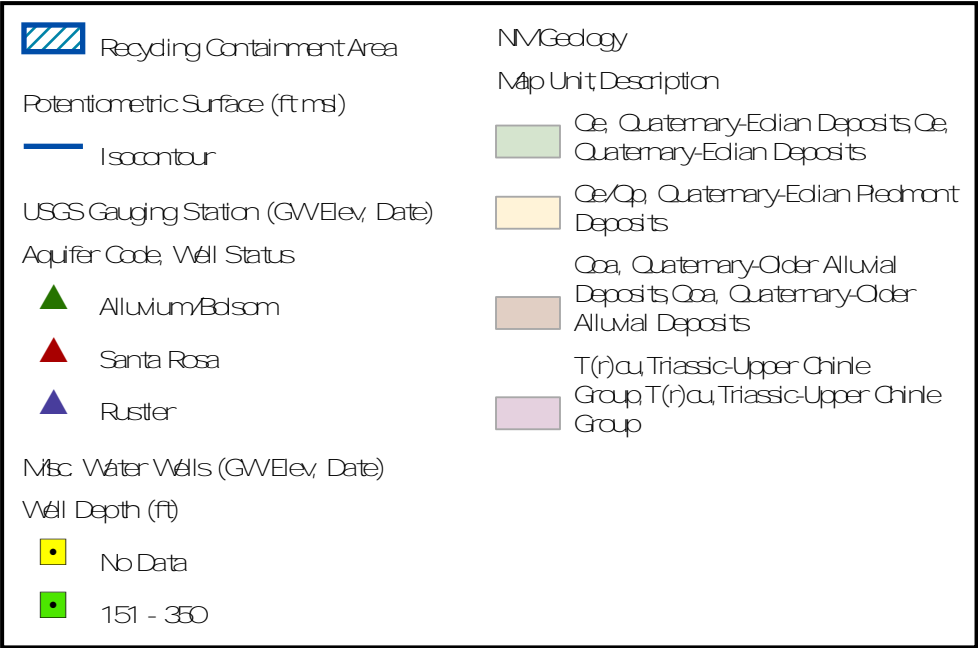 Recycling Containment Area
Potentiometric Surface (ft msl)
Isocontour
USGS Gauging Station (GW Elev, Date)
Aquifer Code, Well Status
Alluvium/Bolsom
Santa Rosa
Rustler
Misc. Water Wells (GW Elev, Date)
Well Depth (ft)
No Data
151 - 350
NM Geology
Map Unit,Description
Qe, Quaternary-Eolian Deposits,Qe,
Quaternary-Eolian Deposits
Qe/Qp, Quaternary-Eolian Piedmont
Deposits
Qoa, Quaternary-Older Alluvial
Deposits,Qoa, Quaternary-Older
Alluvial Deposits
T(r)cu,Triassic-Upper Chinle
Group,T(r)cu,Triassic-Upper Chinle
Group